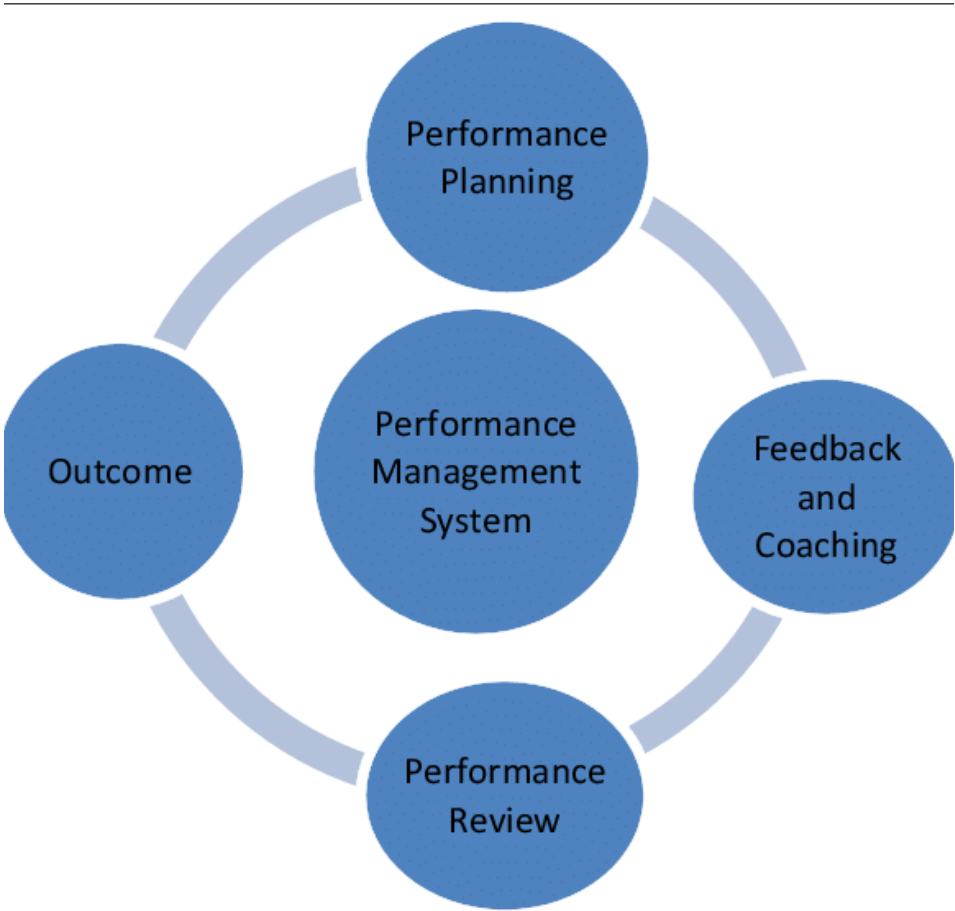 Performance
Planning
Outcome
Performance
Management
System
Feedback
and
Coaching
Performance
Review